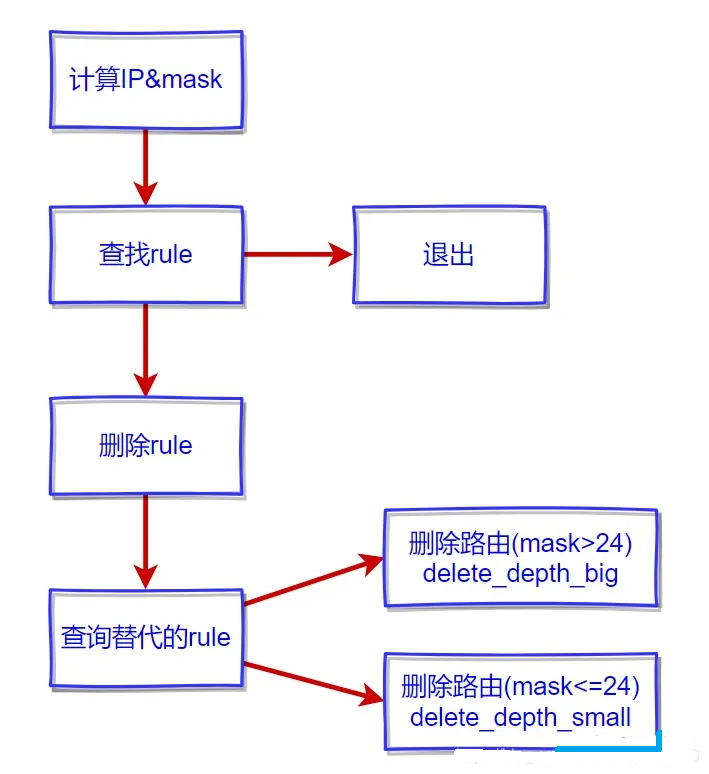 计算IP&mask
查找rule
退出
删除rule
删除路由(mask>24)
delete_depth_big
查询替代的rule
删除路由(mask<=24)
delete_depth_small